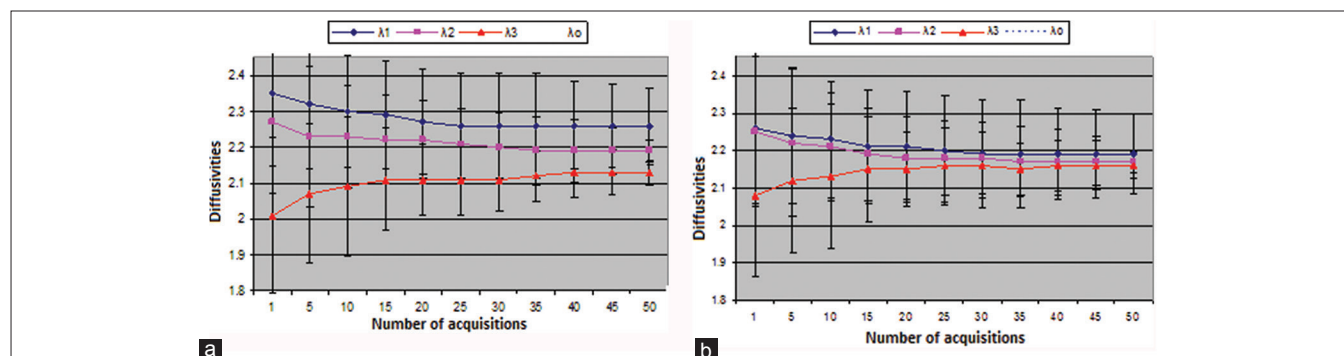 λ1 λ2 λ3 λo
2.4
2.3
2.2
2.1
2
1.9
1.8
Diffusivities
1 5 10 15 20 25 30 35 40 45 50
Number of acquisitions
a
λ1 λ2 λ3 λo
2.4
2.3
2.2
2.1
2
1.9
1.8
Diffusivities
1 5 10 15 20 25 30 35 40 45 50
Number of acquisitions
b